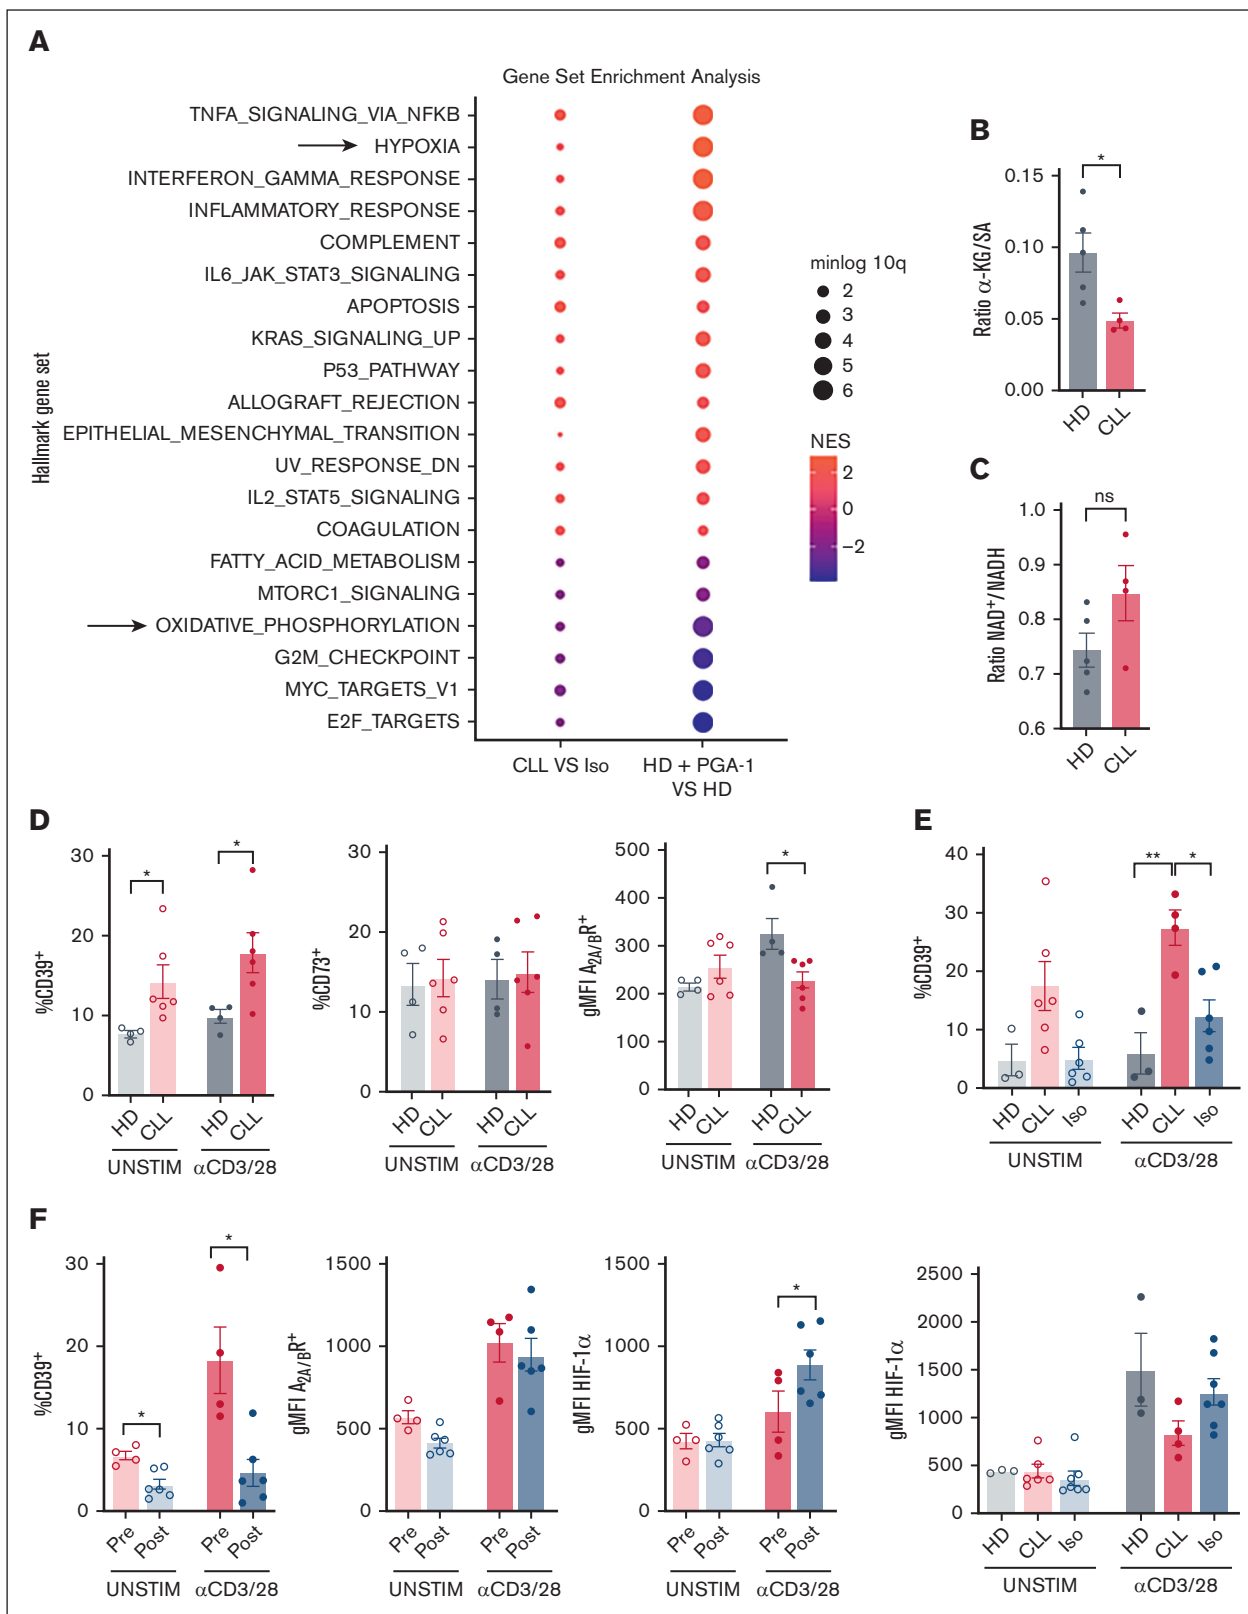 A
Gene Set Enrichment Analysis
Hallmark gene set
TNFA_SIGNALING_VIA_NFKB
HYPOXIA
INTERFERON_GAMMA_RESPONSE
INFLAMMATORY_RESPONSE
COMPLEMENT
IL6_JAK_STAT3_SIGNALING
APOPTOSIS
KRAS_SIGNALING_UP
P53_PATHWAY
ALLOGRAFT_REJECTION
EPITHELIAL_MESENCHYMAL_TRANSITION
UV_RESPONSE_DN
IL2_STAT5_SIGNALING
COAGULATION
FATTY_ACID_METABOLISM
MTORC1_SIGNALING
OXIDATIVE_PHOSPHORYLATION
G2M_CHECKPOINT
MYC_TARGETS_V1
E2F_TARGETS
CLL VS Iso
HD + PGA-1
VS HD
minlog 10q
2
3
4
5
6
NES
2
0
−2
B
Ratio α-KG/SA
0.15
0.10
0.05
0.00
*
HD
CLL
C
Ratio NAD⁺/NADH
1.0
0.9
0.8
0.7
0.6
ns
HD
CLL
D
%CD39⁺
30
20
10
0
*
*
HD
CLL
HD
CLL
UNSTIM
αCD3/28
%CD73⁺
30
20
10
0
HD
CLL
HD
CLL
UNSTIM
αCD3/28
gMFI A₂A/BR⁺
500
400
300
200
100
0
*
HD
CLL
HD
CLL
UNSTIM
αCD3/28
E
%CD39⁺
40
30
20
10
0
**
*
HD
CLL
Iso
HD
CLL
Iso
UNSTIM
αCD3/28
F
%CD39⁺
30
20
10
0
*
*
Pre
Post
Pre
Post
UNSTIM
αCD3/28
gMFI A₂A/BR⁺
1500
1000
500
0
Pre
Post
Pre
Post
UNSTIM
αCD3/28
gMFI HIF-1α
1500
1000
500
0
*
Pre
Post
Pre
Post
UNSTIM
αCD3/28
gMFI HIF-1α
2500
2000
1500
1000
500
0
HD
CLL
Iso
HD
CLL
Iso
UNSTIM
αCD3/28